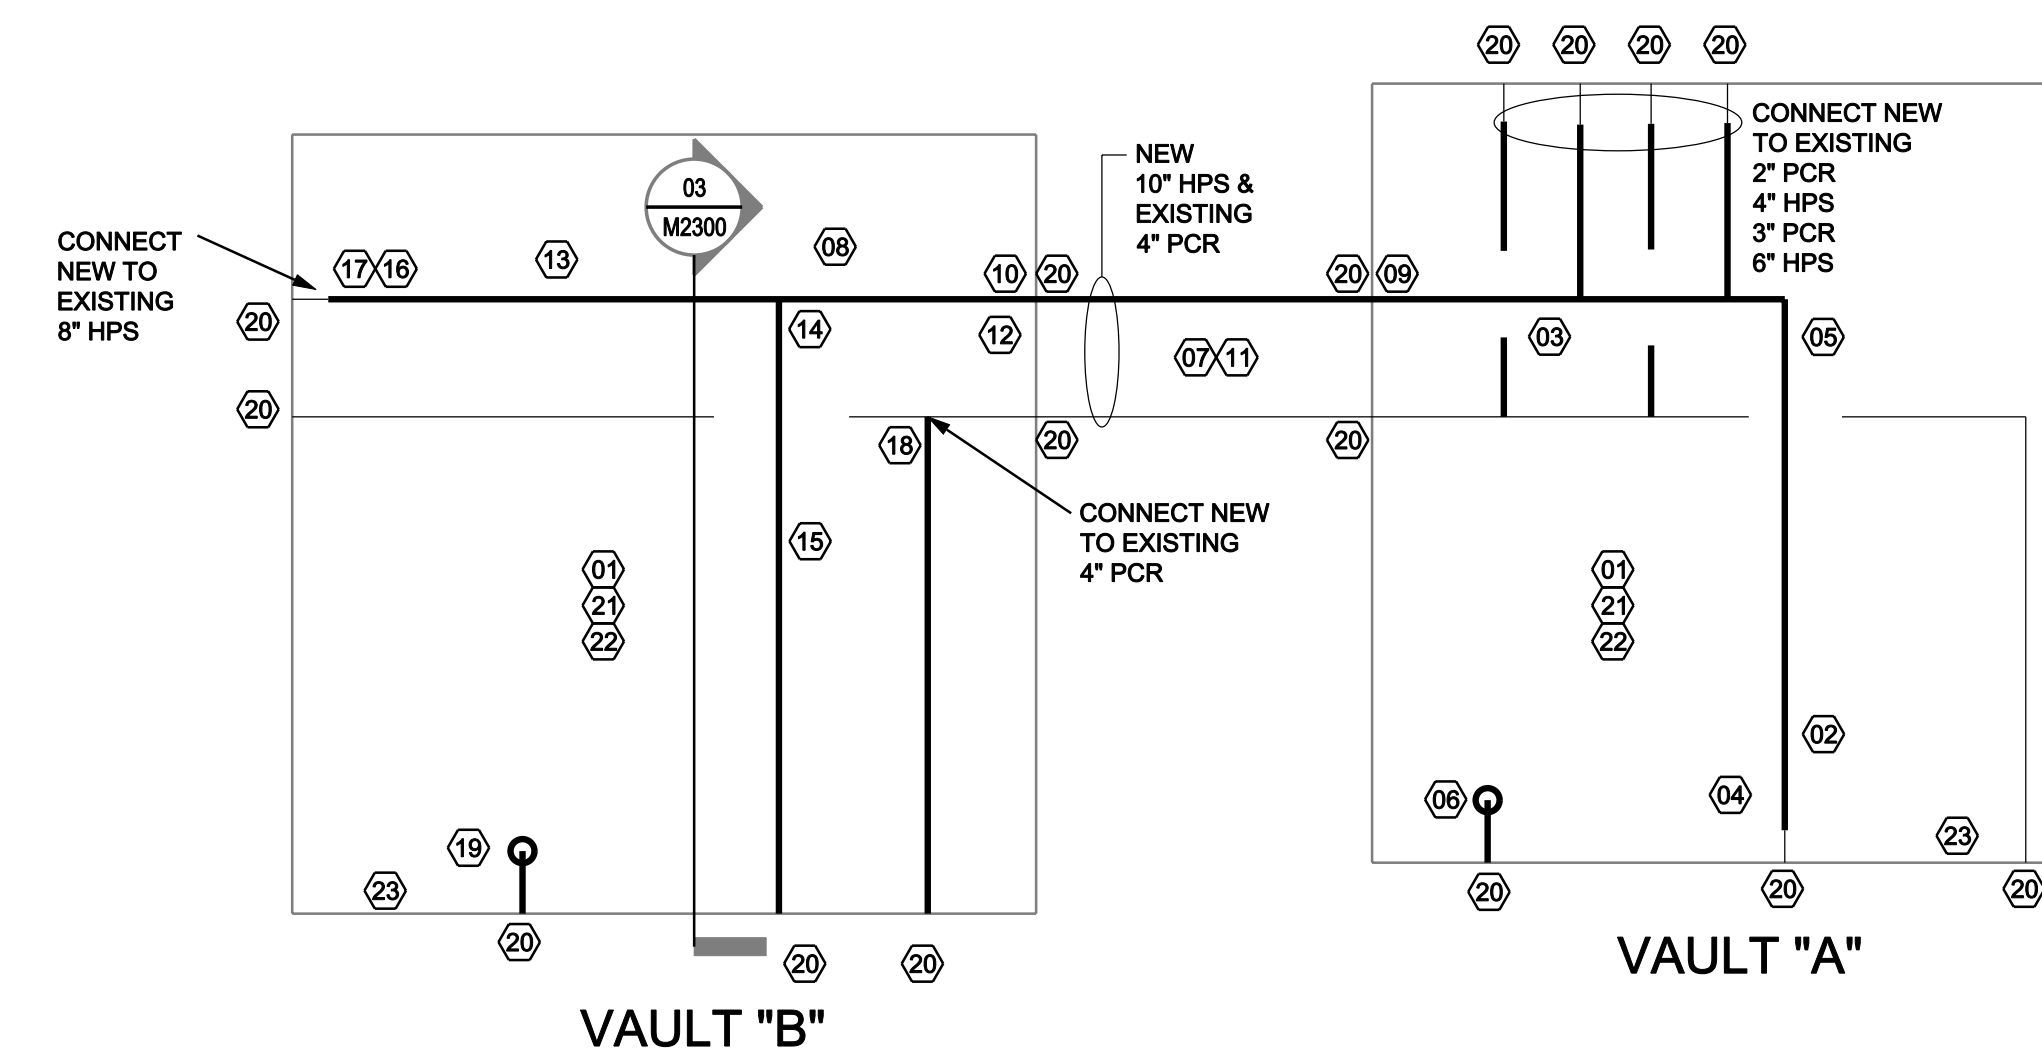 20 20 20 20
CONNECT NEW
TO EXISTING
2" PCR
4" HPS
3" PCR
6" HPS
NEW
10" HPS &
EXISTING
4" PCR
03
M2300
CONNECT
NEW TO
EXISTING
8" HPS
17 16
13
08
10 20
20 09
20
14
12
07 11
03
05
20
18
20
20
CONNECT NEW
TO EXISTING
4" PCR
15
01
21
22
01
21
22
02
06
04
19
23
23
20
20
20
20
20
20
VAULT "A"
VAULT "B"